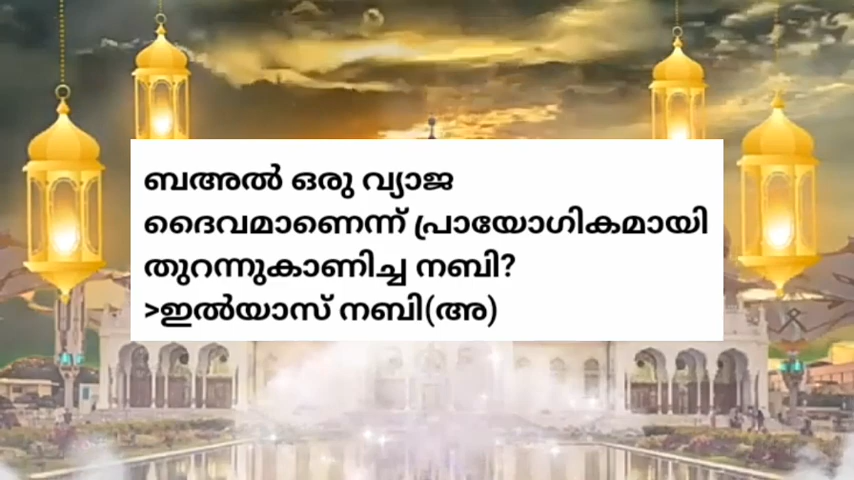 ബഅൽ ഒരു വ്യാജ
ദൈവമാണെന്ന് പ്രായോഗികമായി
തുറന്നുകാണിച്ച നബി?
>ഇൽയാസ് നബി(അ)